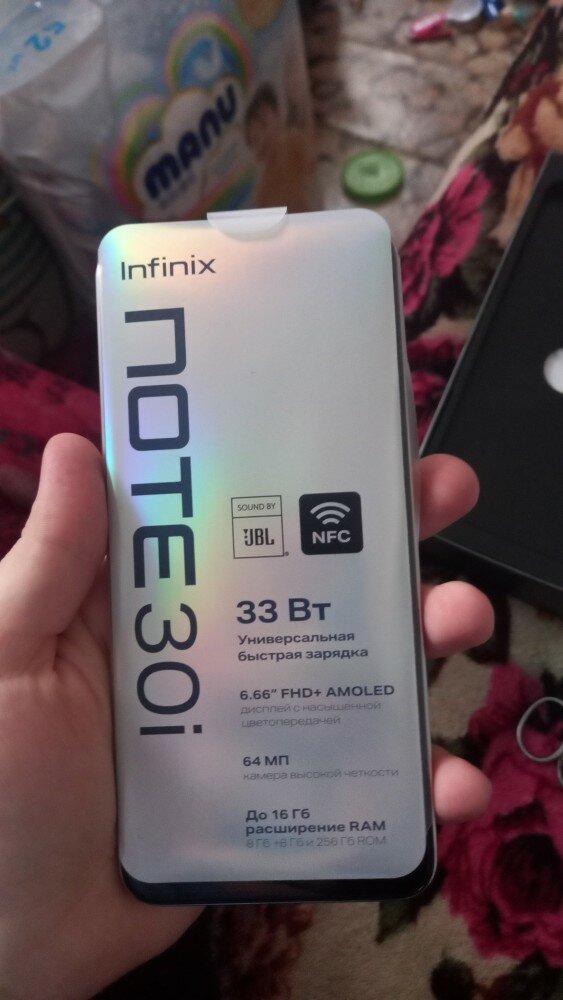 MANU
Infinix
NOTE 30i
SOUND BY
JBL
NFC
33 Вт
Универсальная
быстрая зарядка
6.66" FHD+ AMOLED
дисплей с насыщенной
цветопередачей
64 МП
камера высокой четкости
До 16 Гб
расширение RAM
8 Гб +8 Гб и 256 Гб ROM